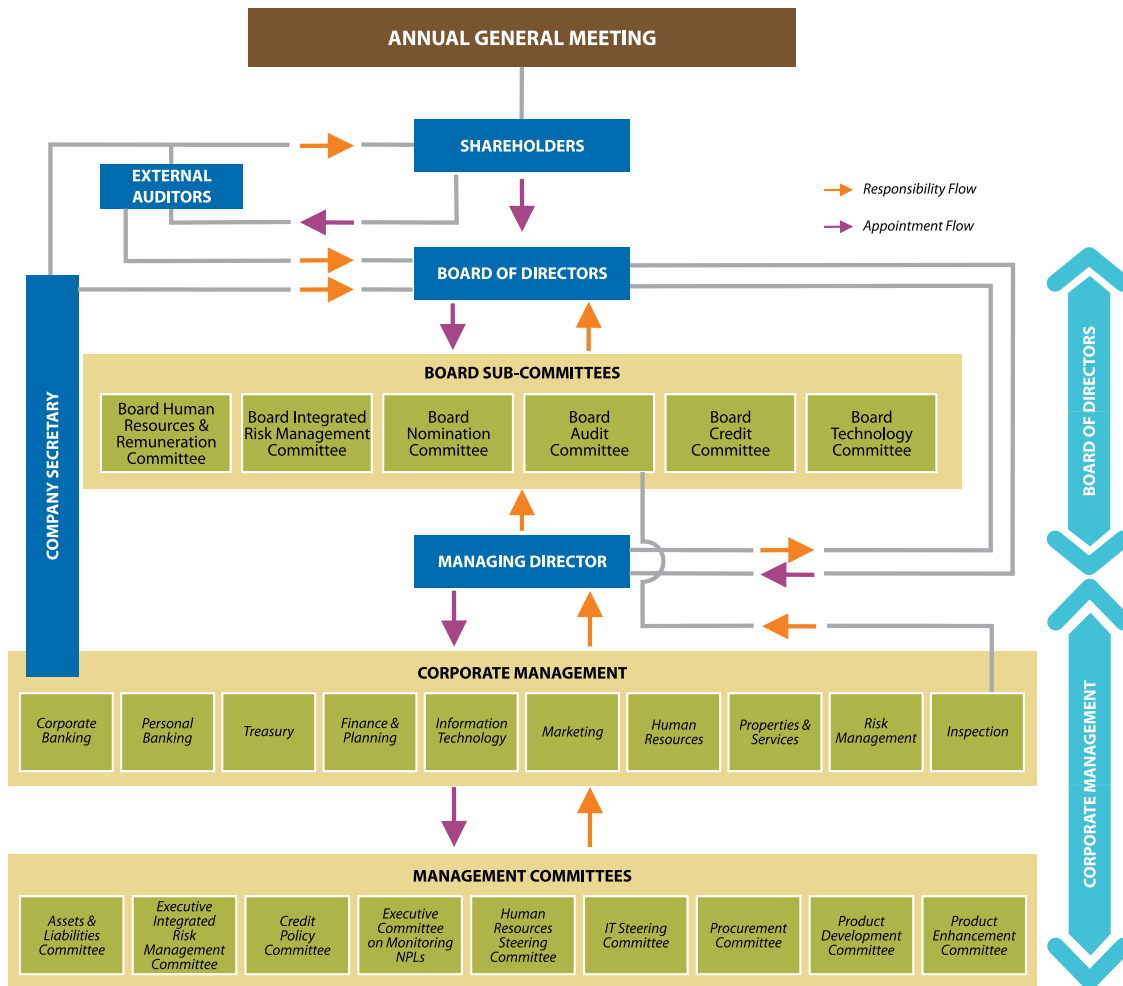 ANNUAL GENERAL MEETING
SHAREHOLDERS
EXTERNAL
AUDITORS
Responsibility Flow
Appointment Flow
BOARD OF DIRECTORS
COMPANY SECRETARY
BOARD OF DIRECTORS
BOARD SUB-COMMITTEES
Board Human
Resources &
Remuneration
Committee
Board Integrated
Risk Management
Committee
Board
Nomination
Committee
Board
Audit
Committee
Board
Credit
Committee
Board
Technology
Committee
MANAGING DIRECTOR
CORPORATE MANAGEMENT
CORPORATE MANAGEMENT
Corporate
Banking
Personal
Banking
Treasury
Finance &
Planning
Information
Technology
Marketing
Human
Resources
Properties &
Services
Risk
Management
Inspection
MANAGEMENT COMMITTEES
Assets &
Liabilities
Committee
Executive
Integrated
Risk
Management
Committee
Credit
Policy
Committee
Executive
Committee
on Monitoring
NPLs
Human
Resources
Steering
Committee
IT Steering
Committee
Procurement
Committee
Product
Development
Committee
Product
Enhancement
Committee